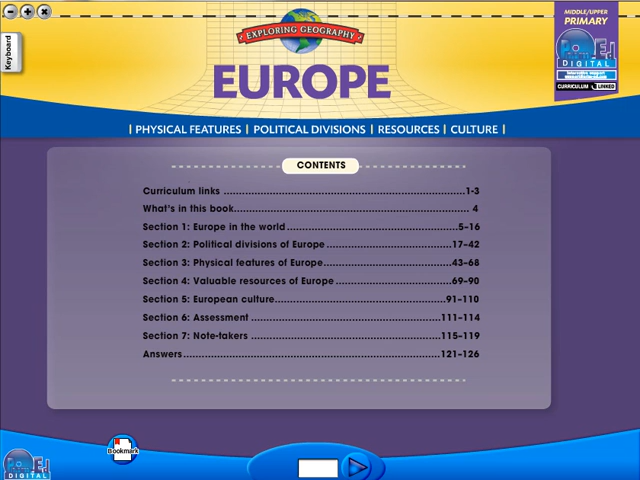 Keyboard
EXPLORING GEOGRAPHY
EUROPE
MIDDLE/UPPER
PRIMARY
DIGITAL
CURRICULUM LINKED
| PHYSICAL FEATURES | POLITICAL DIVISIONS | RESOURCES | CULTURE |
CONTENTS
Curriculum links ....................................................................1-3
What's in this book.................................................................. 4
Section 1: Europe in the world................................................5-16
Section 2: Political divisions of Europe...................................17-42
Section 3: Physical features of Europe....................................43-68
Section 4: Valuable resources of Europe.................................69-90
Section 5: European culture................................................91-110
Section 6: Assessment ......................................................111-114
Section 7: Note-takers ......................................................115-119
Answers..........................................................................121-126
Bookmark
DIGITAL